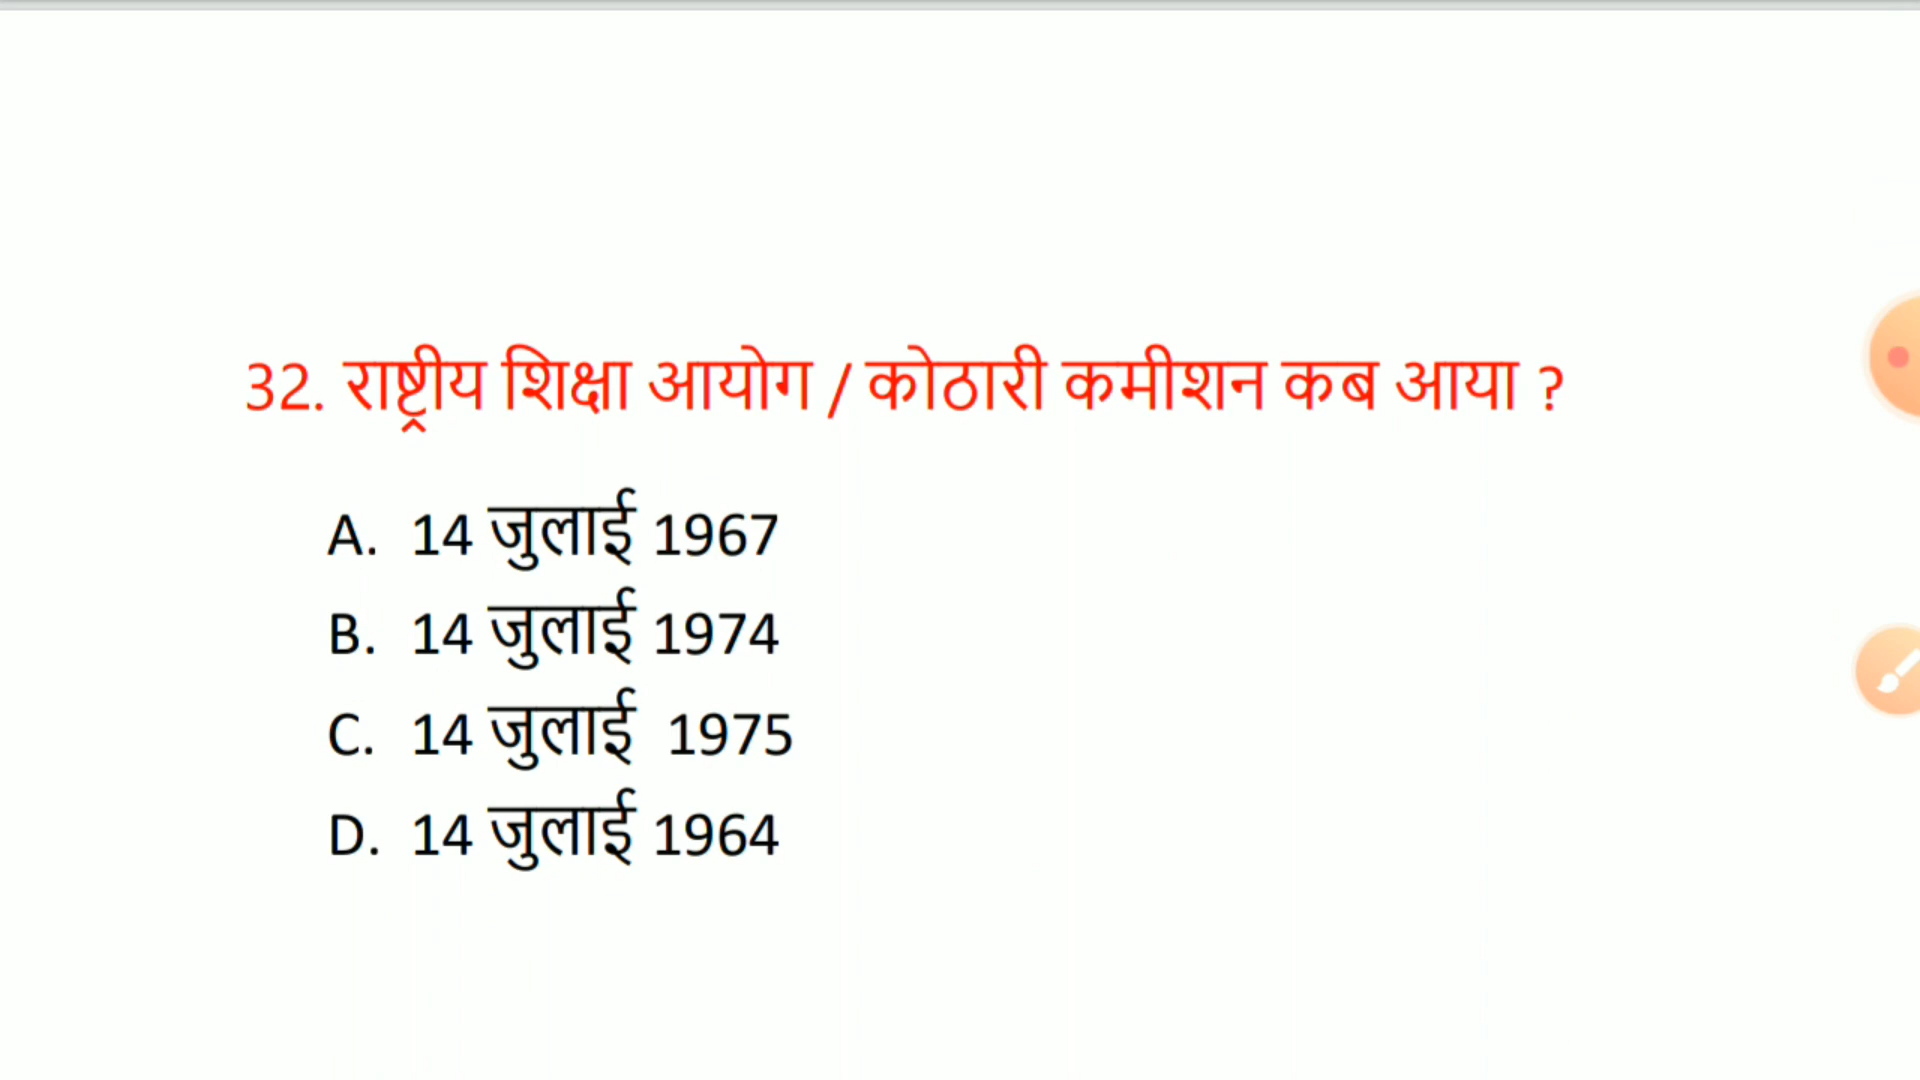 32. राष्ट्रीय शिक्षा आयोग / कोठारी कमीशन कब आया ?
A. 14 जुलाई 1967
B. 14 जुलाई 1974
C. 14 जुलाई 1975
D. 14 जुलाई 1964